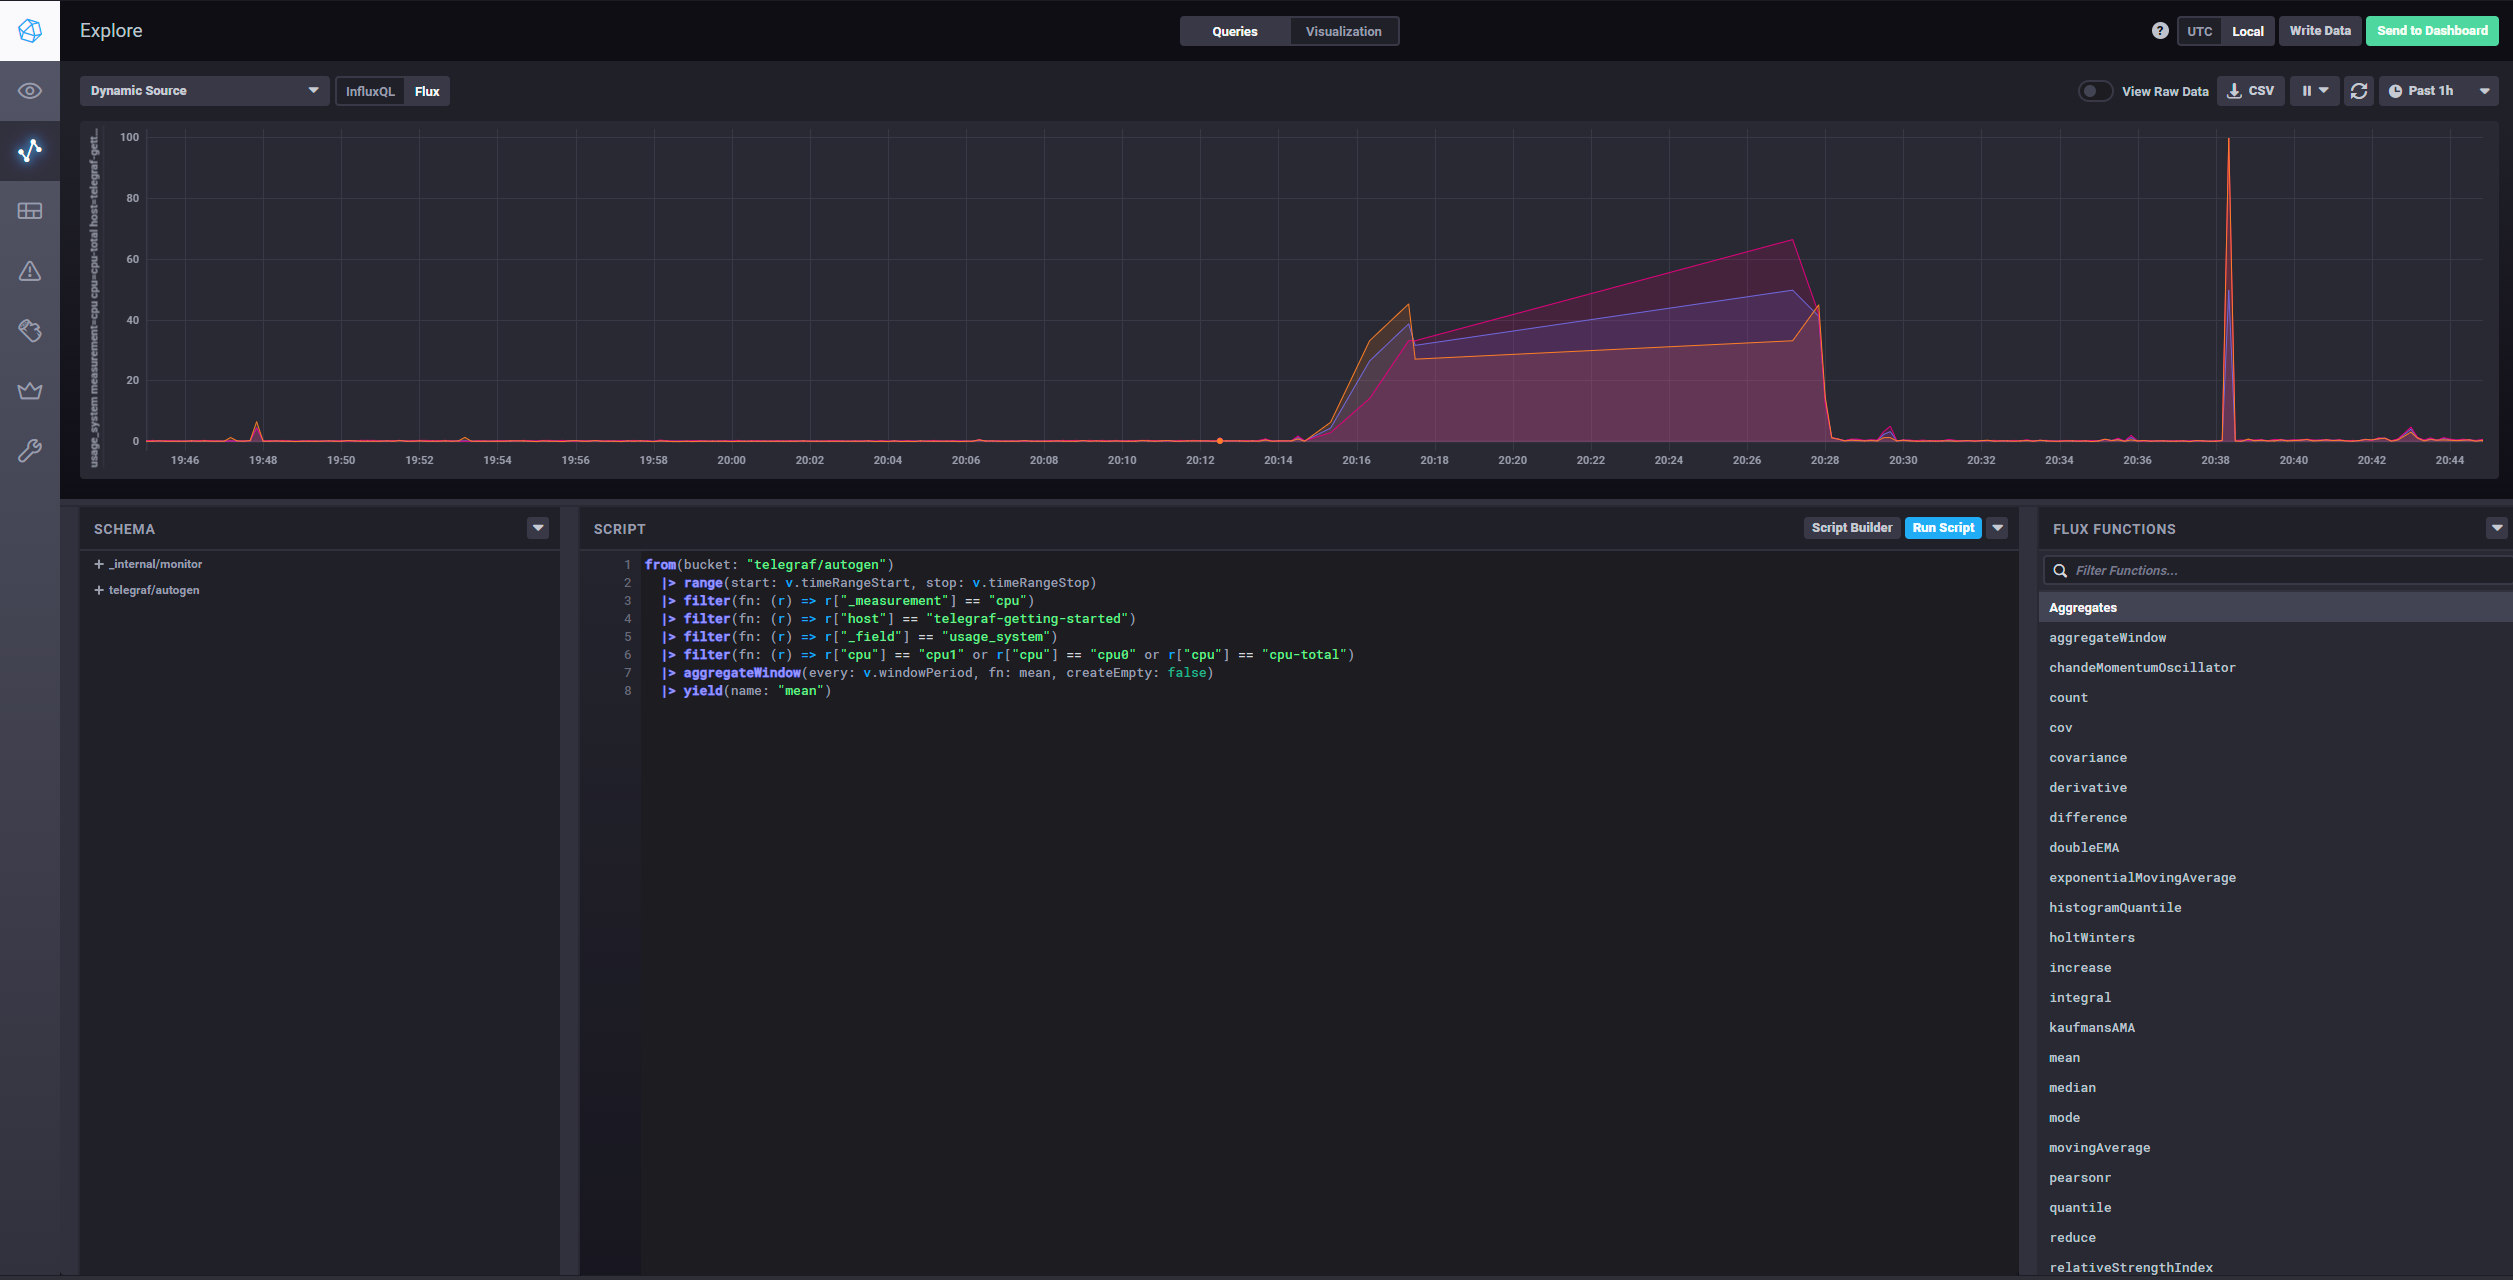 Explore
Queries
Visualization
?
UTC
Local
Write Data
Send to Dashboard
Dynamic Source
InfluxQL
Flux
View Raw Data
CSV
Past 1h
usage_system measurement=cpu cpu=cpu-total host=telegraf-gett...
100
80
60
40
20
0
19:46 19:48 19:50 19:52 19:54 19:56 19:58 20:00 20:02 20:04 20:06 20:08 20:10 20:12 20:14 20:16 20:18 20:20 20:22 20:24 20:26 20:28 20:30 20:32 20:34 20:36 20:38 20:40 20:42 20:44
SCHEMA
+ _internal/monitor
+ telegraf/autogen
SCRIPT
Script Builder
Run Script
1 from(bucket: "telegraf/autogen")
2 |> range(start: v.timeRangeStart, stop: v.timeRangeStop)
3 |> filter(fn: (r) => r["_measurement"] == "cpu")
4 |> filter(fn: (r) => r["host"] == "telegraf-getting-started")
5 |> filter(fn: (r) => r["_field"] == "usage_system")
6 |> filter(fn: (r) => r["cpu"] == "cpu1" or r["cpu"] == "cpu0" or r["cpu"] == "cpu-total")
7 |> aggregateWindow(every: v.windowPeriod, fn: mean, createEmpty: false)
8 |> yield(name: "mean")
FLUX FUNCTIONS
Filter Functions...
Aggregates
aggregateWindow
chandeMomentumOscillator
count
cov
covariance
derivative
difference
doubleEMA
exponentialMovingAverage
histogramQuantile
holtWinters
increase
integral
kaufmansAMA
mean
median
mode
movingAverage
pearsonr
quantile
reduce
relativeStrengthIndex